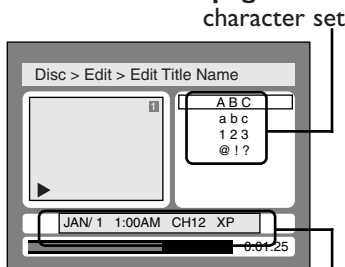 character set
Disc > Edit > Edit Title Name
1
A B C
a b c
1 2 3
@ ! ?
JAN/ 1 1:00AM CH12 XP
0:01:25